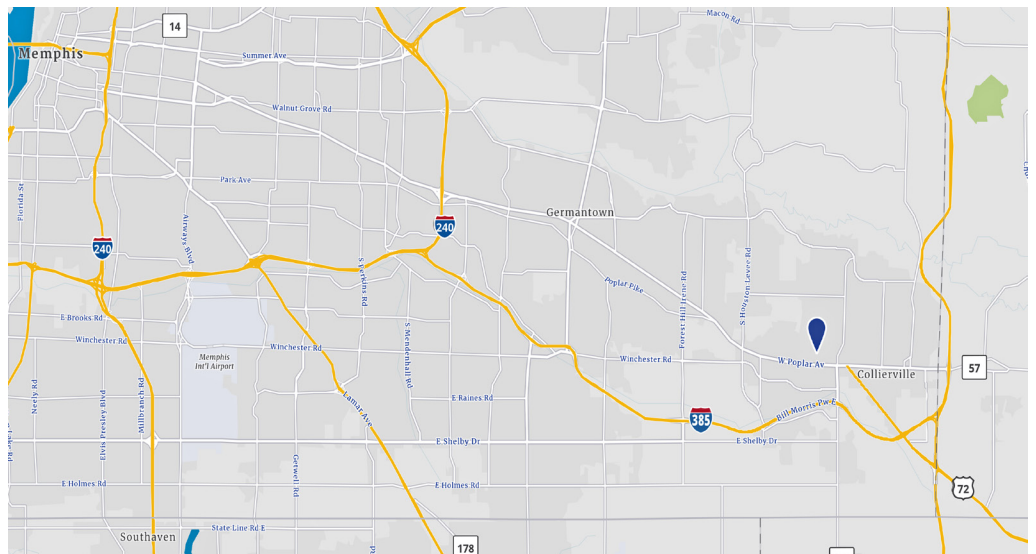 14
Macon Rd
Memphis
Summer Ave
Walnut Grove Rd
Park Ave
Florida St
Airways Blvd
Germantown
240
240
S Perkins Rd
Poplar Pike
Forest Hill Irene Rd
S Houston Levee Rd
E Brooks Rd
Winchester Rd
Memphis
Int'l Airport
Winchester Rd
S Mendenhall Rd
Winchester Rd
W Poplar Av
Collierville
57
Neely Rd
Elvis Presley Blvd
Millbranch Rd
Lamar Ave
E Raines Rd
385
Bill Morris Pw E
E Shelby Dr
E Shelby Dr
E Holmes Rd
Getwell Rd
E Holmes Rd
72
State Line Rd E
Southaven
178